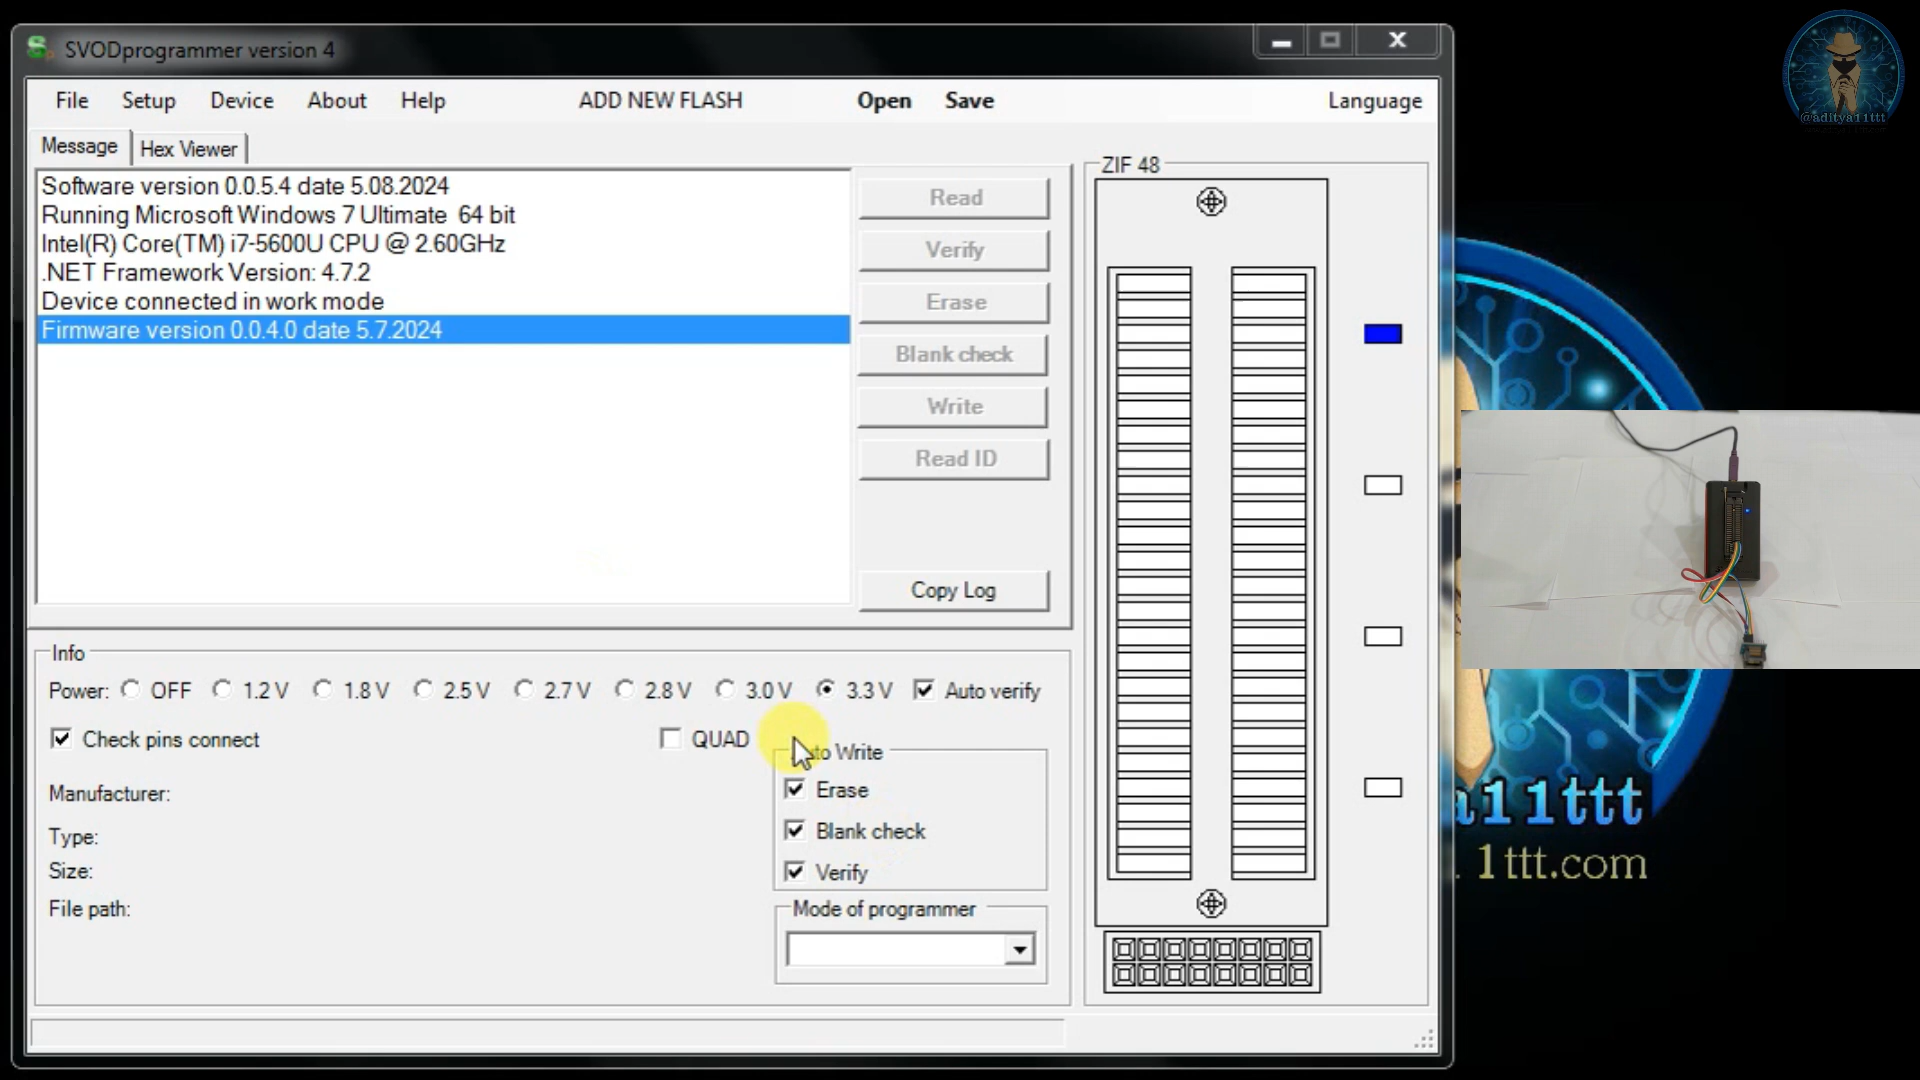 SVODprogrammer version 4
File Setup Device About Help ADD NEW FLASH Open Save Language
Message Hex Viewer
Software version 0.0.5.4 date 5.08.2024
Running Microsoft Windows 7 Ultimate 64 bit
Intel(R) Core(TM) i7-5600U CPU @ 2.60GHz
.NET Framework Version: 4.7.2
Device connected in work mode
Firmware version 0.0.4.0 date 5.7.2024
Read
Verify
Erase
Blank check
Write
Read ID
Copy Log
ZIF 48
Info
Power: OFF 1.2 V 1.8 V 2.5 V 2.7 V 2.8 V 3.0 V 3.3 V Auto verify
Check pins connect QUAD
to Write
Erase
Blank check
Verify
Manufacturer:
Type:
Size:
File path:
Mode of programmer
@aditya11ttt
a11ttt
1ttt.com